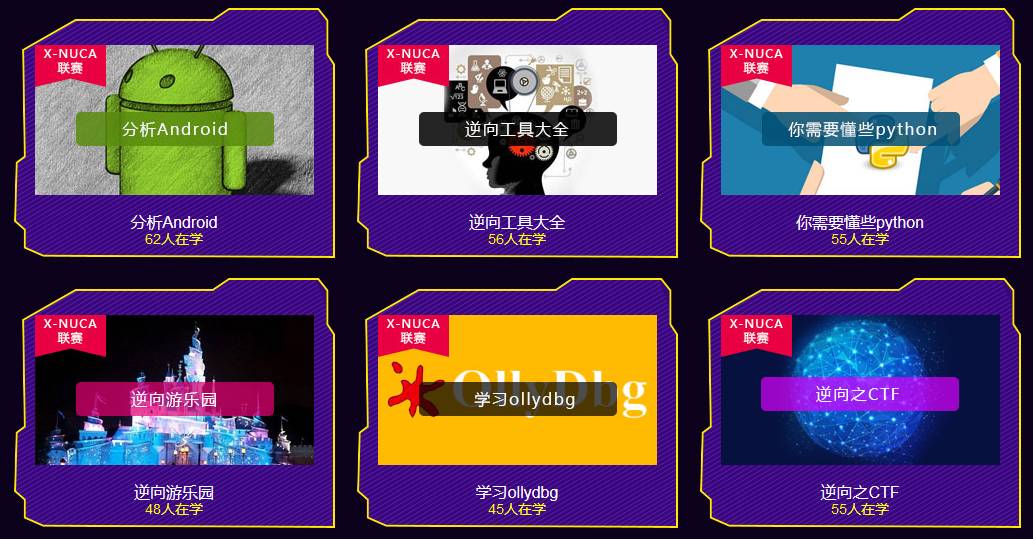 X-NUCA
联赛
分析Android
分析Android
62人在学
X-NUCA
联赛
逆向工具大全
逆向工具大全
56人在学
X-NUCA
联赛
你需要懂些python
你需要懂些python
55人在学
X-NUCA
联赛
逆向游乐园
逆向游乐园
48人在学
X-NUCA
联赛
OllyDbg
学习ollydbg
学习ollydbg
45人在学
X-NUCA
联赛
逆向之CTF
逆向之CTF
55人在学